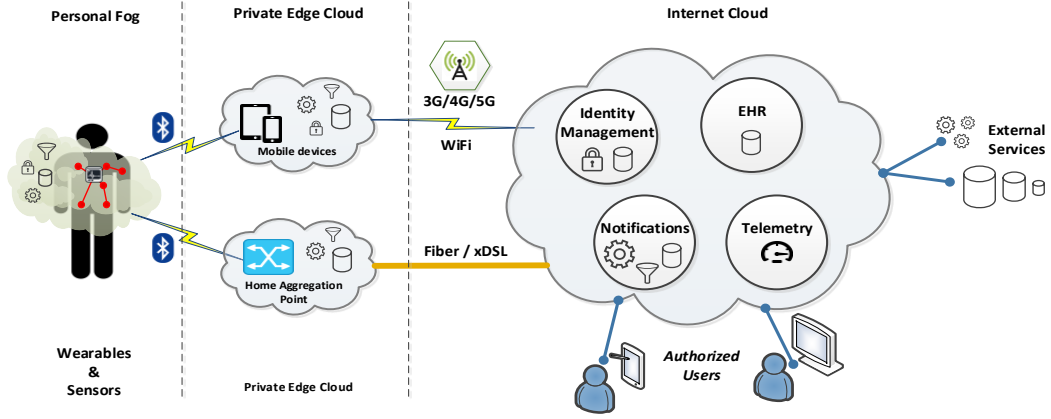 Personal Fog
Private Edge Cloud
Internet Cloud
3G/4G/5G
WiFi
Mobile devices
Identity
Management
EHR
External
Services
Notifications
Telemetry
Fiber / xDSL
Home Aggregation
Point
Wearables
&
Sensors
Private Edge Cloud
Authorized
Users